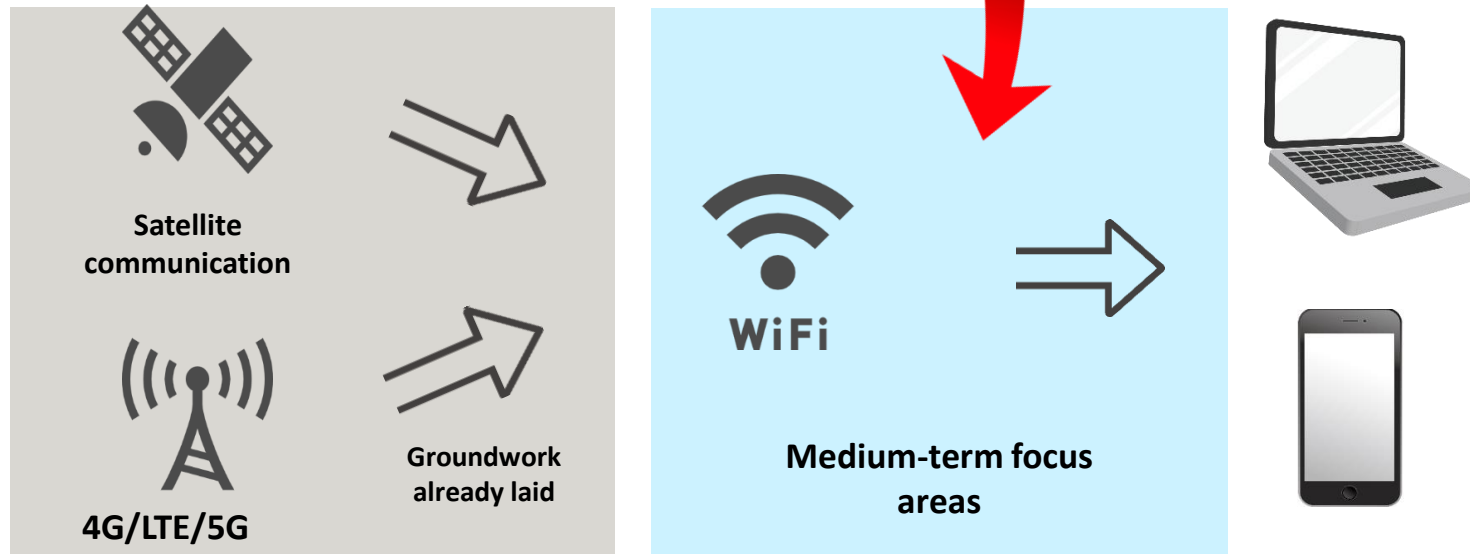 Satellite
communication
4G/LTE/5G
Groundwork
already laid
WiFi
Medium-term focus
areas